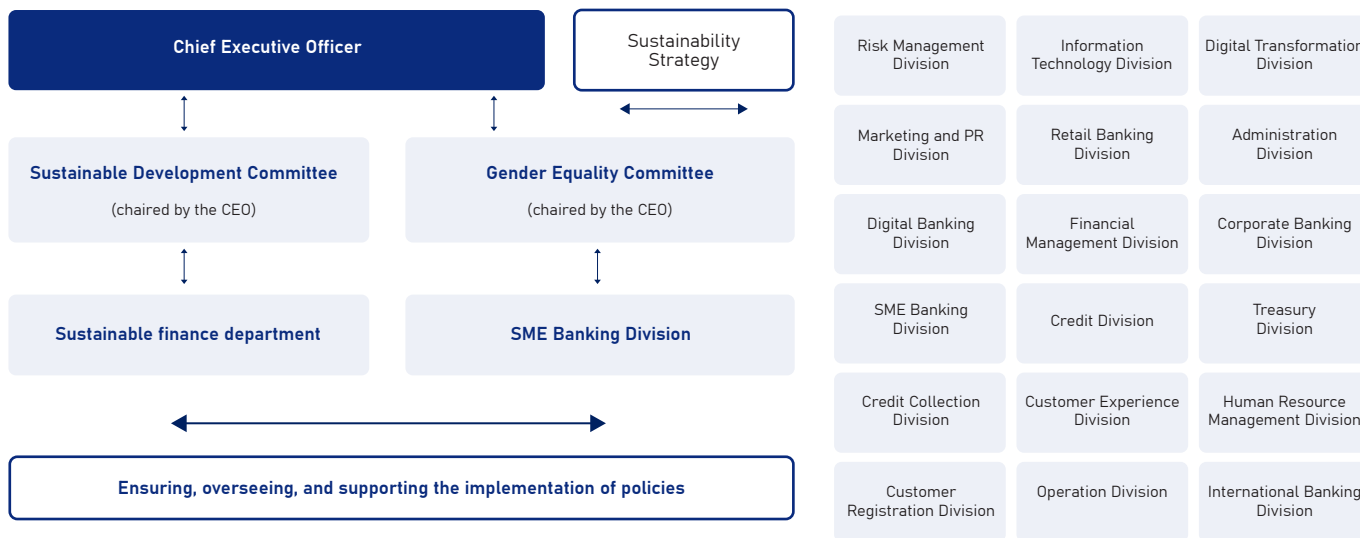 Chief Executive Officer
Sustainability
Strategy
Sustainable Development Committee
(chaired by the CEO)
Gender Equality Committee
(chaired by the CEO)
Sustainable finance department
SME Banking Division
Ensuring, overseeing, and supporting the implementation of policies
Risk Management
Division
Information
Technology Division
Digital Transformation
Division
Marketing and PR
Division
Retail Banking
Division
Administration
Division
Digital Banking
Division
Financial
Management Division
Corporate Banking
Division
SME Banking
Division
Credit Division
Treasury
Division
Credit Collection
Division
Customer Experience
Division
Human Resource
Management Division
Customer
Registration Division
Operation Division
International Banking
Division